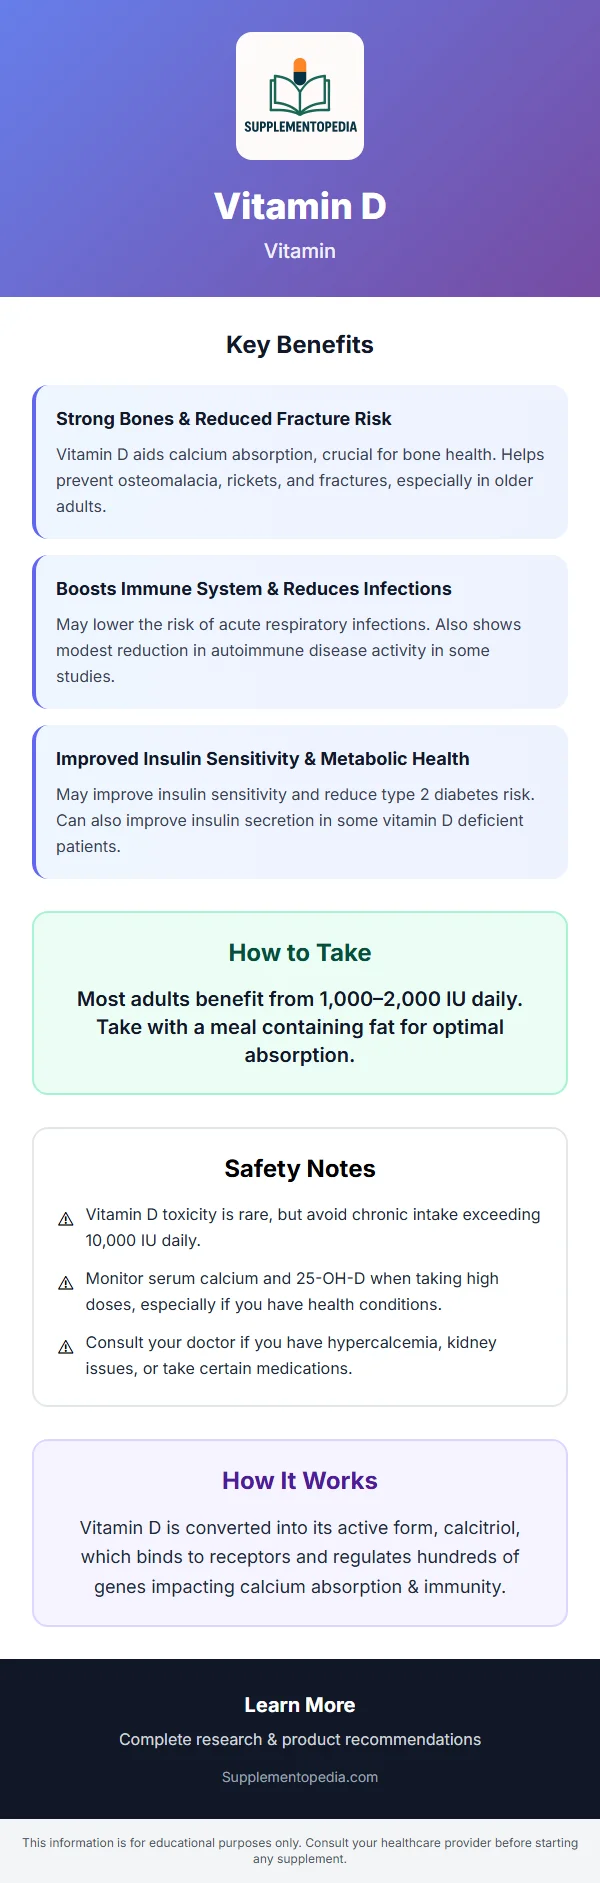 SUPPLEMENTOPEDIA
Vitamin D
Vitamin
Key Benefits
Strong Bones & Reduced Fracture Risk
Vitamin D aids calcium absorption, crucial for bone health. Helps
prevent osteomalacia, rickets, and fractures, especially in older
adults.
Boosts Immune System & Reduces Infections
May lower the risk of acute respiratory infections. Also shows
modest reduction in autoimmune disease activity in some
studies.
Improved Insulin Sensitivity & Metabolic Health
May improve insulin sensitivity and reduce type 2 diabetes risk.
Can also improve insulin secretion in some vitamin D deficient
patients.
How to Take
Most adults benefit from 1,000–2,000 IU daily.
Take with a meal containing fat for optimal
absorption.
Safety Notes
Vitamin D toxicity is rare, but avoid chronic intake exceeding
10,000 IU daily.
Monitor serum calcium and 25-OH-D when taking high
doses, especially if you have health conditions.
Consult your doctor if you have hypercalcemia, kidney
issues, or take certain medications.
How It Works
Vitamin D is converted into its active form, calcitriol,
which binds to receptors and regulates hundreds of
genes impacting calcium absorption & immunity.
Learn More
Complete research & product recommendations
Supplementopedia.com
This information is for educational purposes only. Consult your healthcare provider before starting
any supplement.